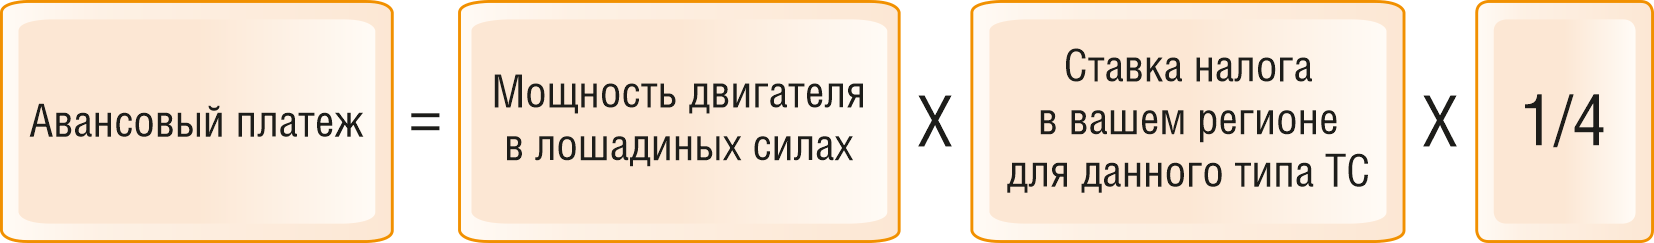 Авансовый платеж
=
Мощность двигателя
в лошадиных силах
X
Ставка налога
в вашем регионе
для данного типа ТС
X
1/4